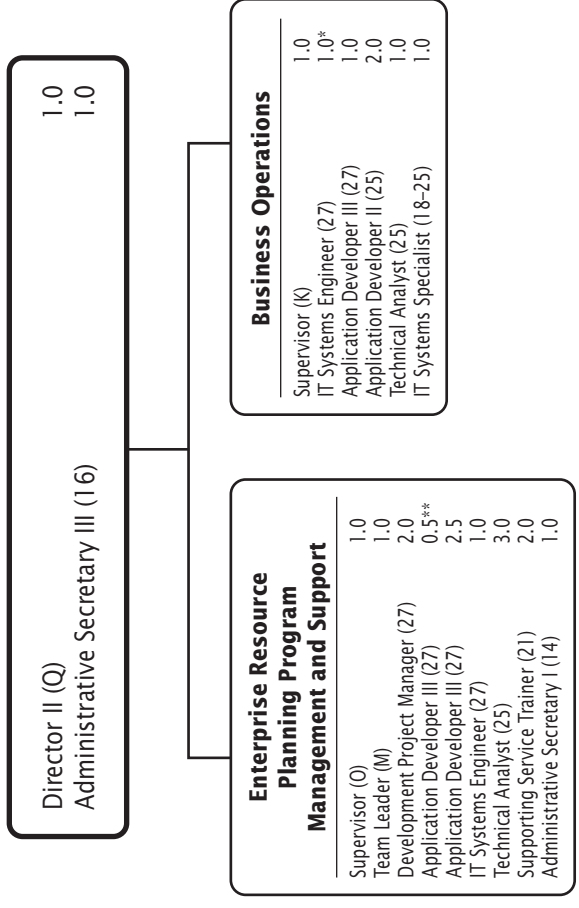 Director II (Q) 1.0
Administrative Secretary III (16) 1.0
Enterprise Resource
Planning Program
Management and Support
Supervisor (O) 1.0
Team Leader (M) 1.0
Development Project Manager (27) 2.0
Application Developer III (27) 0.5**
Application Developer III (27) 2.5
IT Systems Engineer (27) 1.0
Technical Analyst (25) 3.0
Supporting Service Trainer (21) 2.0
Administrative Secretary I (14) 1.0
Business Operations
Supervisor (K) 1.0
IT Systems Engineer (27) 1.0*
Application Developer III (27) 1.0
Application Developer II (25) 2.0
Technical Analyst (25) 1.0
IT Systems Specialist (18–25) 1.0